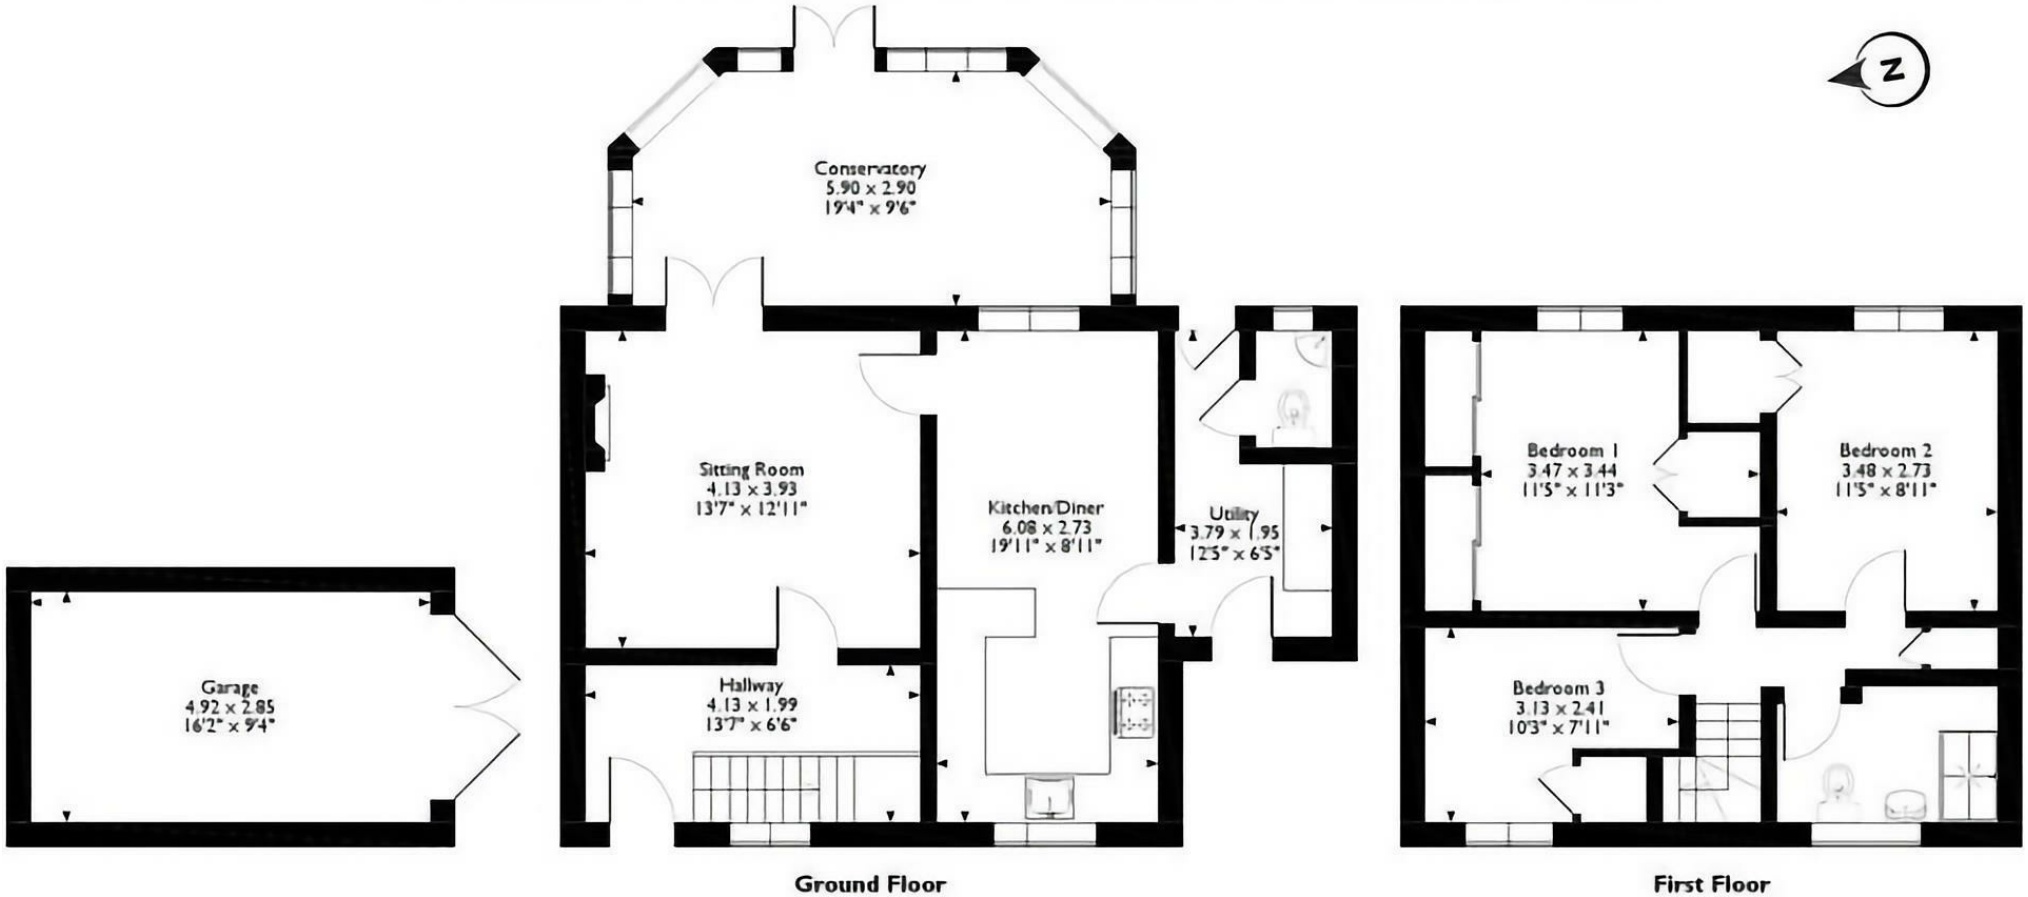 N
Conservatory
5.90 x 2.90
19'4" x 9'6"
Sitting Room
4.13 x 3.93
13'7" x 12'11"
Kitchen/Diner
6.08 x 2.73
19'11" x 8'11"
Utility
3.79 x 1.95
12'5" x 6'5"
Garage
4.92 x 2.85
16'2" x 9'4"
Hallway
4.13 x 1.99
13'7" x 6'6"
Ground Floor
Bedroom 1
3.47 x 3.44
11'5" x 11'3"
Bedroom 2
3.48 x 2.73
11'5" x 8'11"
Bedroom 3
3.13 x 2.41
10'3" x 7'11"
First Floor